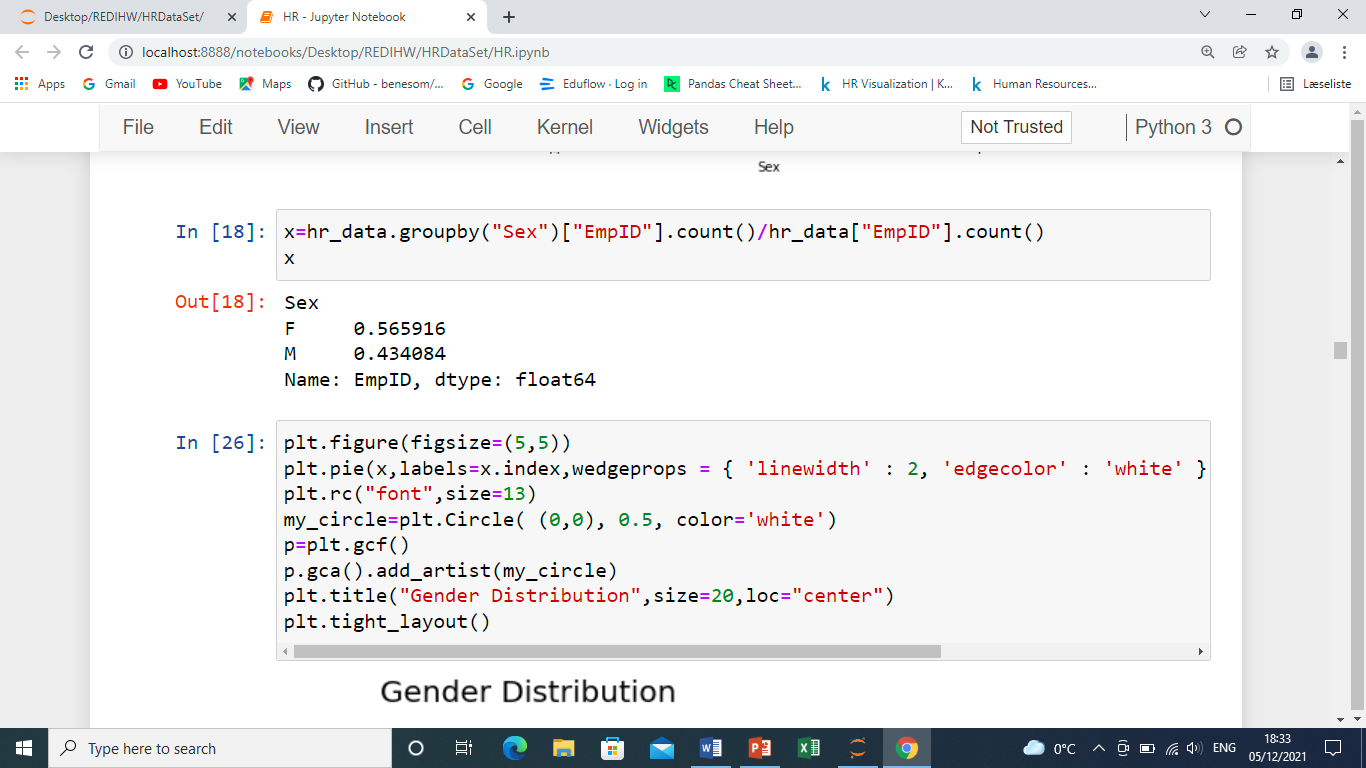 Desktop/REDIHW/HRDataSet/
HR - Jupyter Notebook
localhost:8888/notebooks/Desktop/REDIHW/HRDataSet/HR.ipynb
Apps Gmail YouTube Maps GitHub - benesom/... Google Eduflow · Log in Pandas Cheat Sheet... HR Visualization | K... Human Resources... Læseliste
File Edit View Insert Cell Kernel Widgets Help Not Trusted Python 3
Sex
In [18]: x=hr_data.groupby("Sex")["EmpID"].count()/hr_data["EmpID"].count()
x
Out[18]: Sex
F 0.565916
M 0.434084
Name: EmpID, dtype: float64
In [26]: plt.figure(figsize=(5,5))
plt.pie(x,labels=x.index,wedgeprops = { 'linewidth' : 2, 'edgecolor' : 'white' }
plt.rc("font",size=13)
my_circle=plt.Circle( (0,0), 0.5, color='white')
p=plt.gcf()
p.gca().add_artist(my_circle)
plt.title("Gender Distribution",size=20,loc="center")
plt.tight_layout()
Gender Distribution
Type here to search
0°C ENG
18:33
05/12/2021